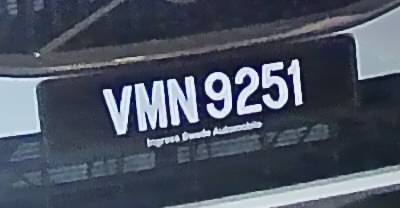 VMN 9251
Ingress Swede Automobile